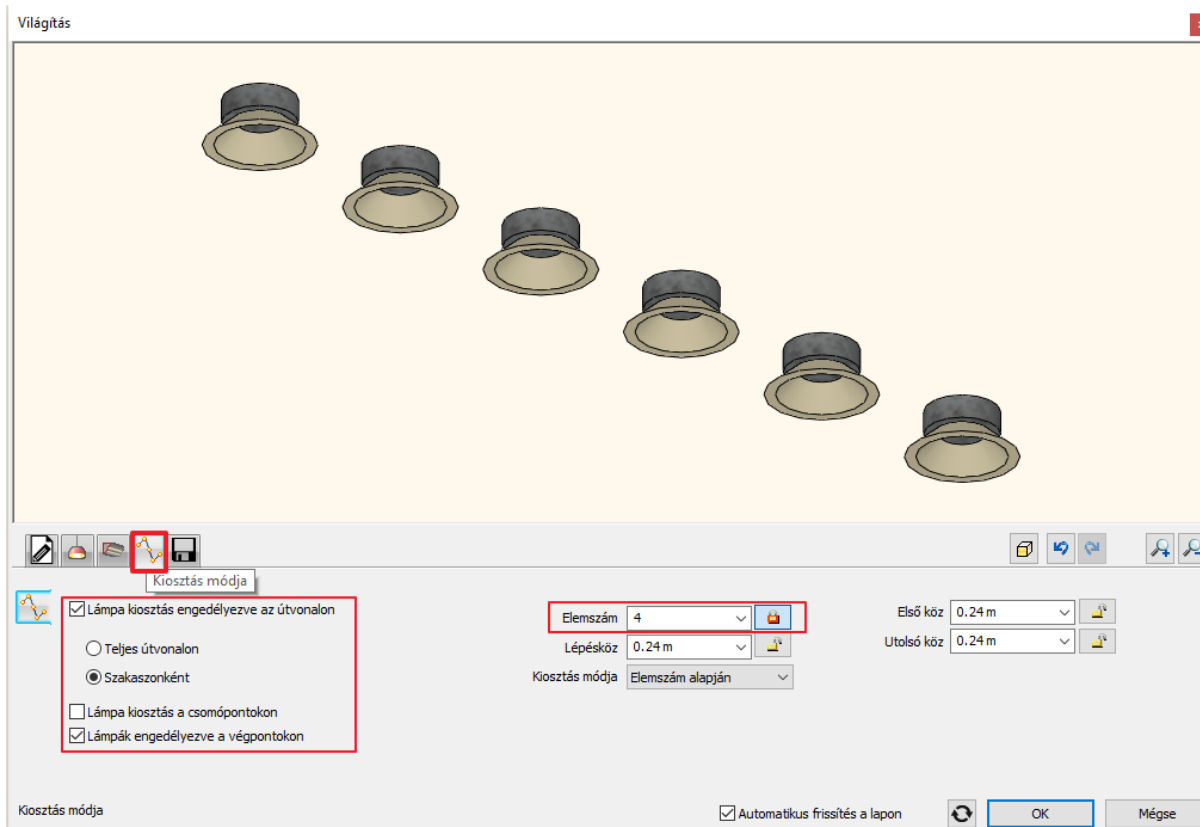 Világítás
Kiosztás módja
Lámpa kiosztás engedélyezve az útvonalon
Teljes útvonalon
Szakaszonként
Lámpa kiosztás a csomópontokon
Lámpák engedélyezve a végpontokon
Elemszám 4
Lépésköz 0.24 m
Kiosztás módja Elemszám alapján
Első köz 0.24 m
Utolsó köz 0.24 m
Kiosztás módja
Automatikus frissítés a lapon
OK
Mégse